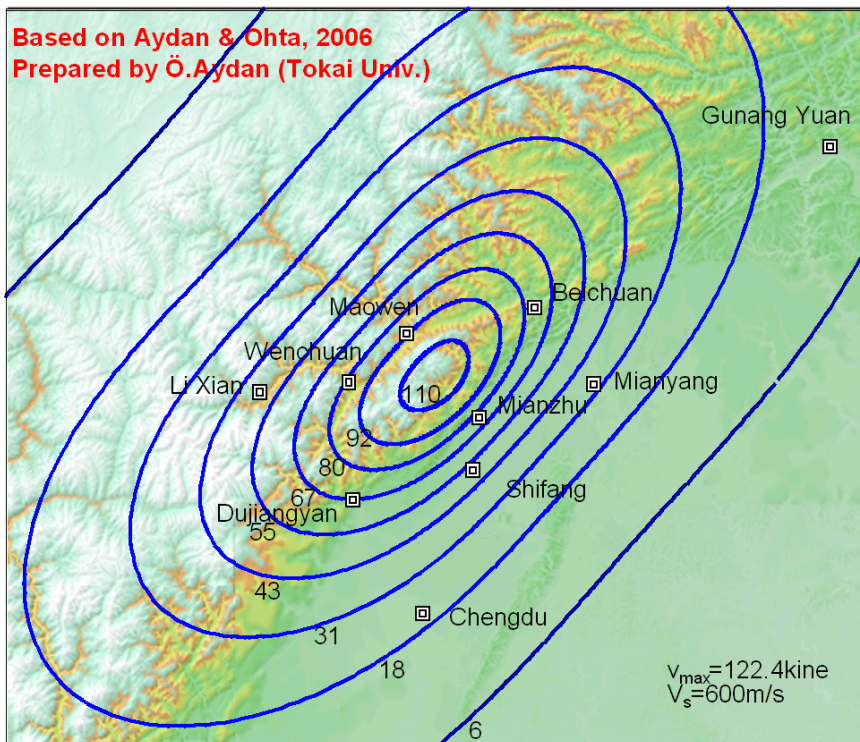 Based on Aydan & Ohta, 2006
Prepared by Ö.Aydan (Tokai Univ.)
Gunang Yuan
Beichuan
Maowen
Wenchuan
Li Xian
Mianyang
110
Mianzhu
92
80
Shifang
67
Dujiangyan
55
43
Chengdu
31
18
vmax=122.4kine
Vs=600m/s
6